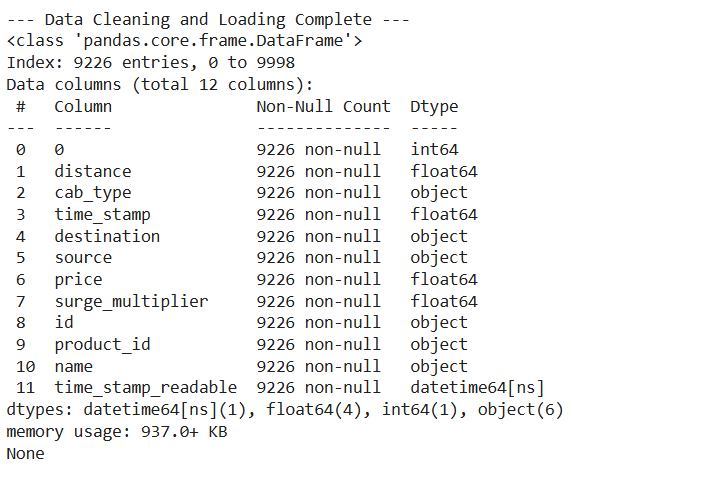 --- Data Cleaning and Loading Complete ---
<class 'pandas.core.frame.DataFrame'>
Index: 9226 entries, 0 to 9998
Data columns (total 12 columns):
 #   Column              Non-Null Count  Dtype
---  ------              --------------  -----
 0   0                   9226 non-null   int64
 1   distance            9226 non-null   float64
 2   cab_type            9226 non-null   object
 3   time_stamp          9226 non-null   float64
 4   destination         9226 non-null   object
 5   source              9226 non-null   object
 6   price               9226 non-null   float64
 7   surge_multiplier    9226 non-null   float64
 8   id                  9226 non-null   object
 9   product_id          9226 non-null   object
 10  name                9226 non-null   object
 11  time_stamp_readable 9226 non-null   datetime64[ns]
dtypes: datetime64[ns](1), float64(4), int64(1), object(6)
memory usage: 937.0+ KB
None